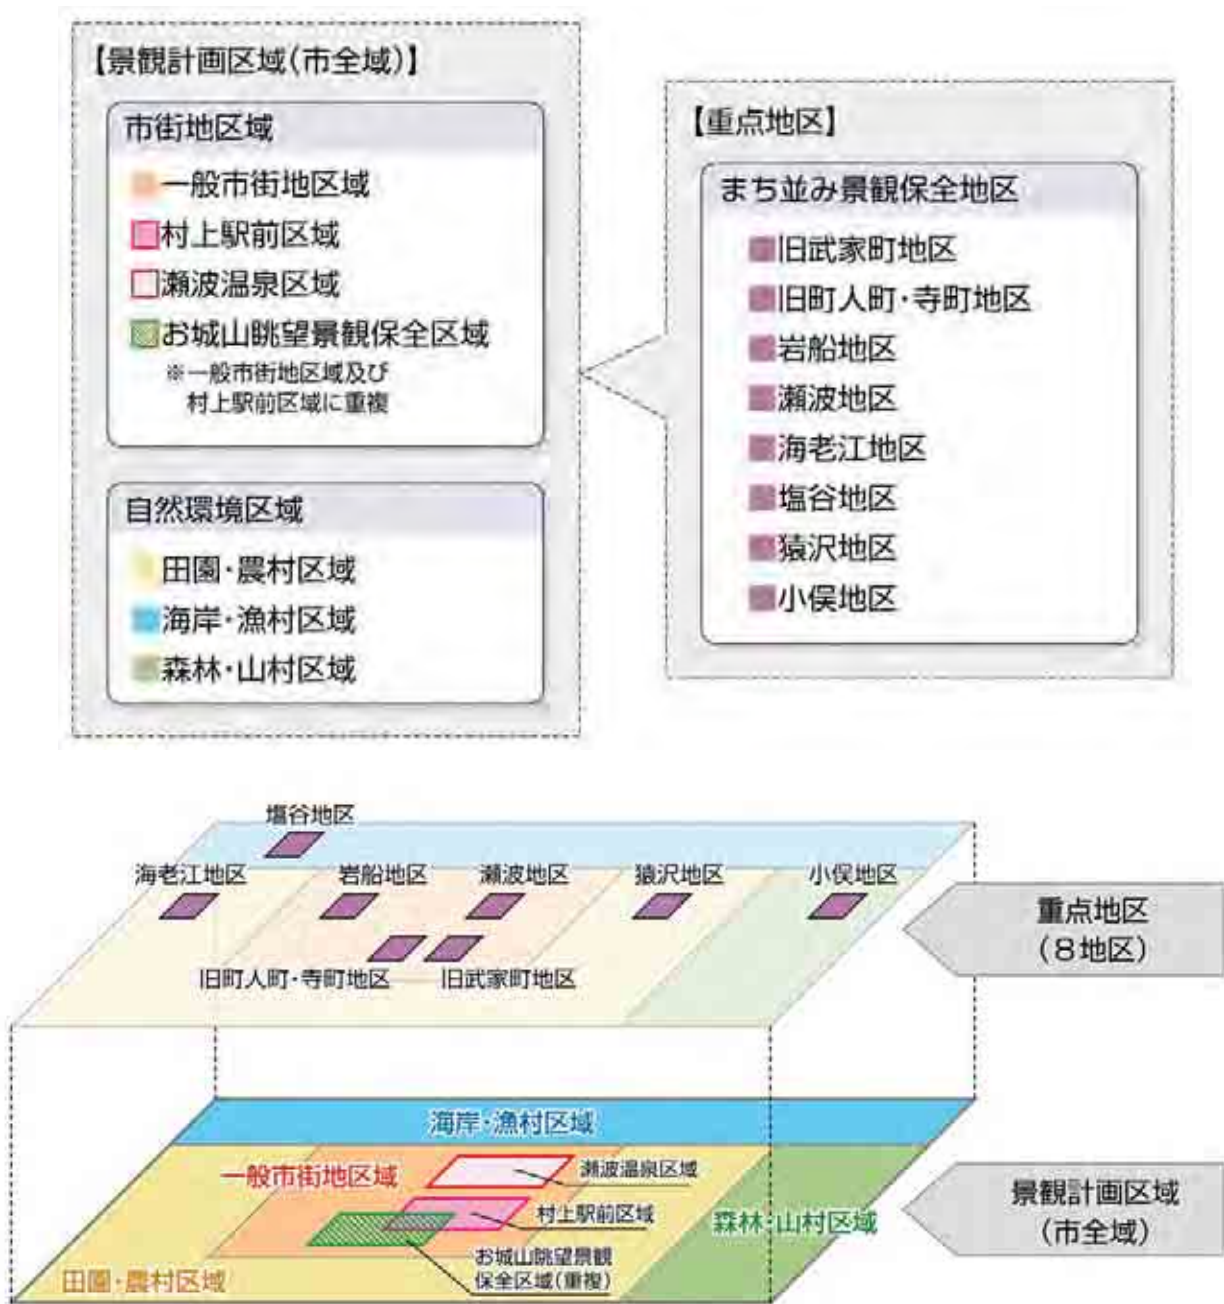 【景観計画区域(市全域)】
市街地区域
一般市街地区域
村上駅前区域
瀬波温泉区域
お城山眺望景観保全区域
※一般市街地区域及び
村上駅前区域に重複
自然環境区域
田園・農村区域
海岸・漁村区域
森林・山村区域
【重点地区】
まち並み景観保全地区
旧武家町地区
旧町人町・寺町地区
岩船地区
瀬波地区
海老江地区
塩谷地区
猿沢地区
小俣地区
塩谷地区
海老江地区
岩船地区
瀬波地区
猿沢地区
小俣地区
旧町人町・寺町地区
旧武家町地区
重点地区
(8地区)
海岸・漁村区域
一般市街地区域
瀬波温泉区域
村上駅前区域
森林・山村区域
お城山眺望景観
保全区域(重複)
田園・農村区域
景観計画区域
(市全域)